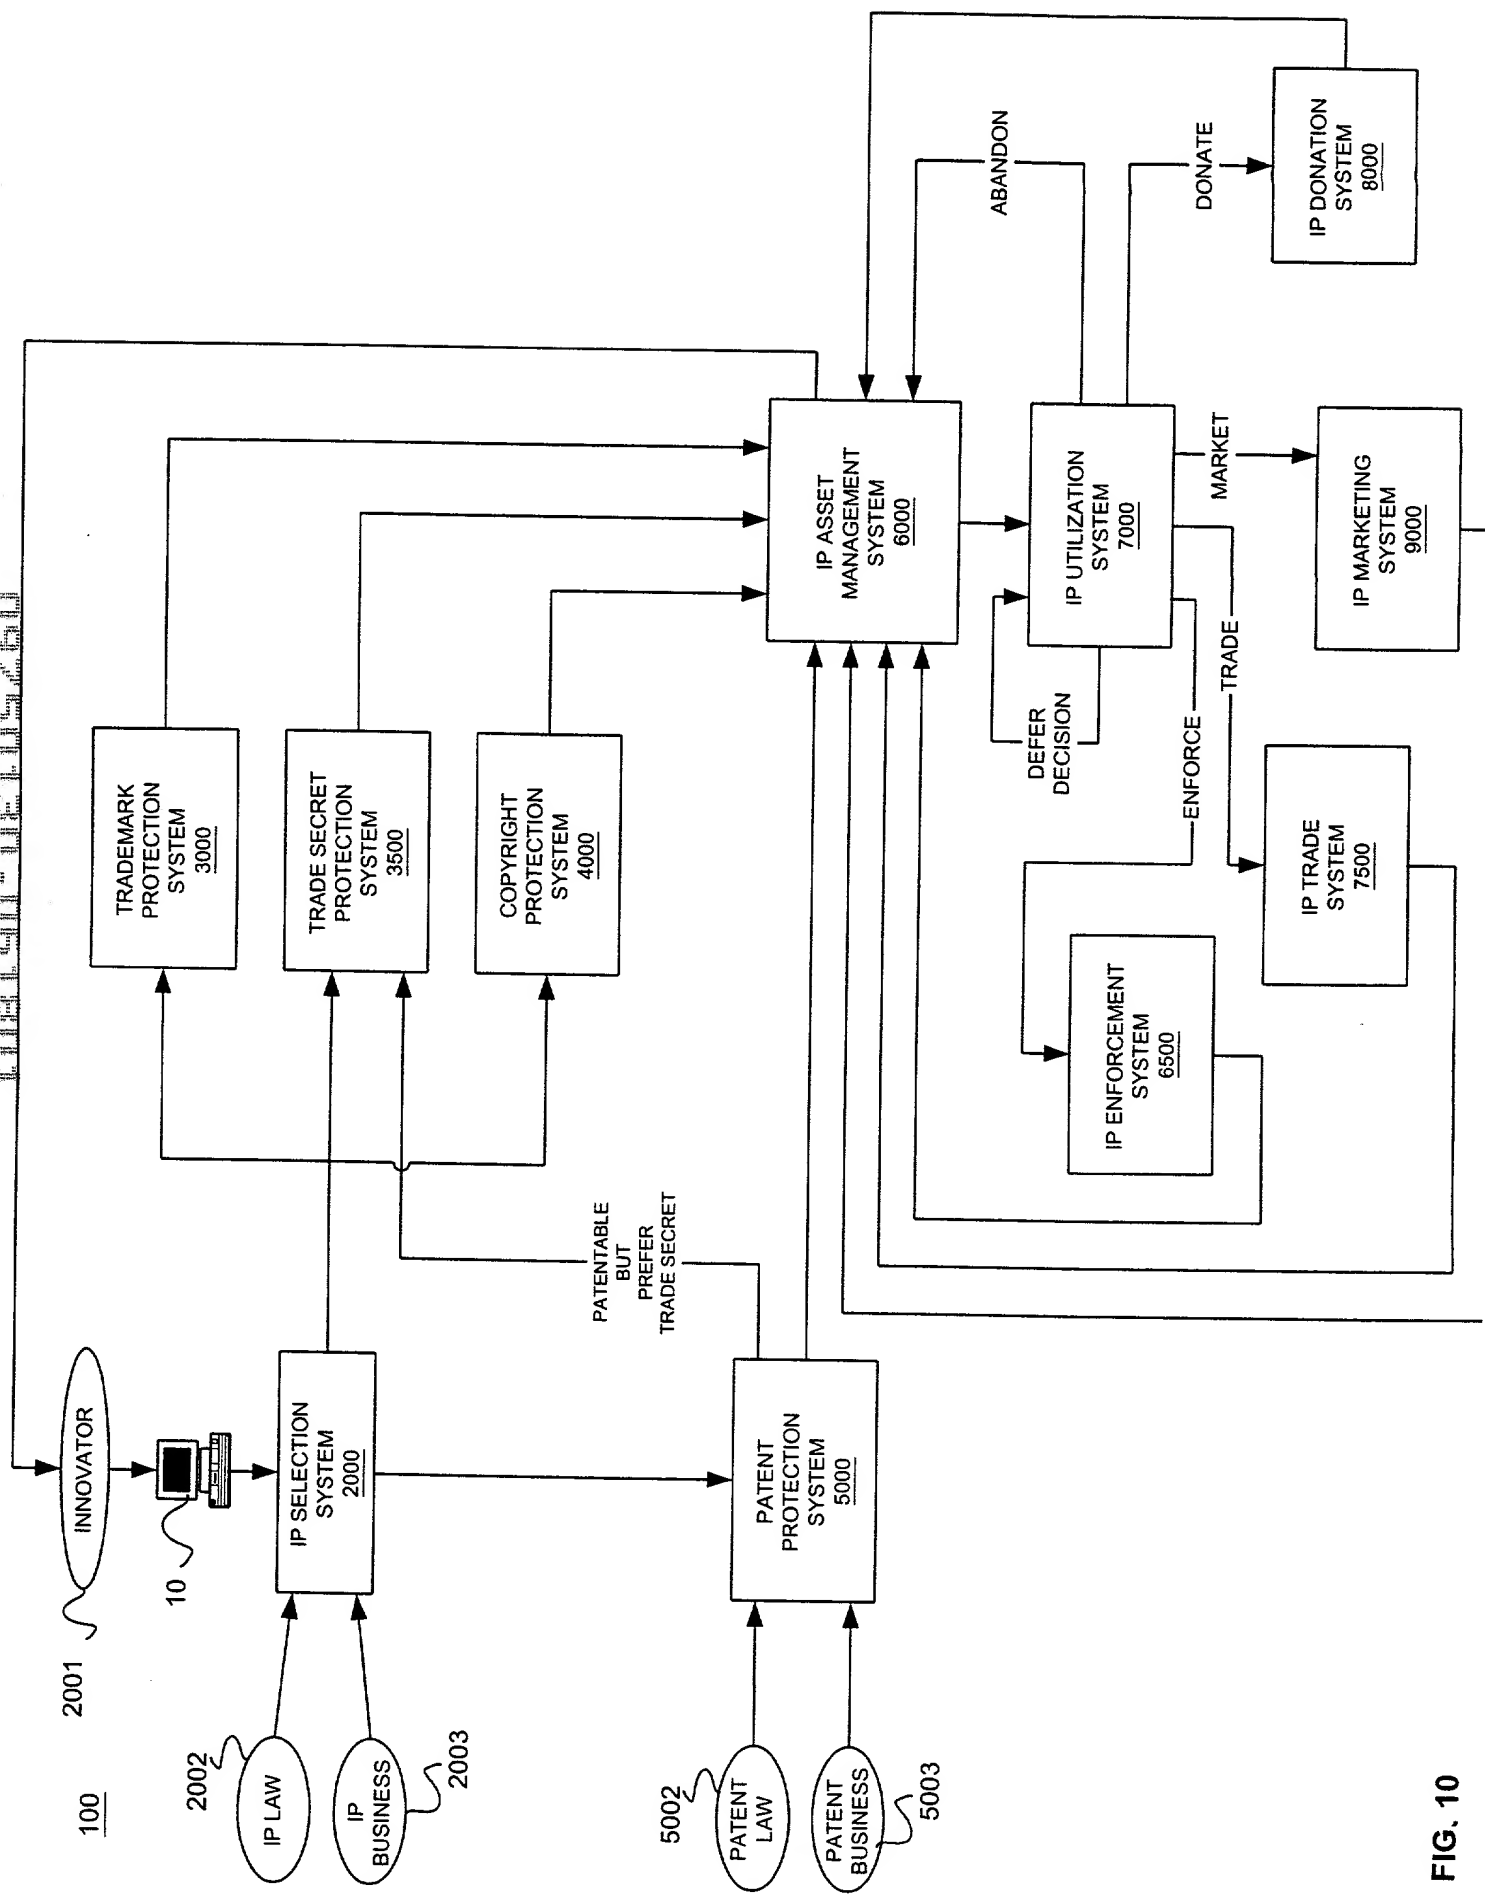 100
2001
INNOVATOR
10
2002
IP LAW
IP
BUSINESS
2003
IP SELECTION
SYSTEM
2000
TRADEMARK
PROTECTION
SYSTEM
3000
TRADE SECRET
PROTECTION
SYSTEM
3500
COPYRIGHT
PROTECTION
SYSTEM
4000
PATENTABLE
BUT
PREFER
TRADE SECRET
5002
PATENT
LAW
PATENT
BUSINESS
5003
PATENT
PROTECTION
SYSTEM
5000
IP ASSET
MANAGEMENT
SYSTEM
6000
ABANDON
DEFER
DECISION
IP UTILIZATION
SYSTEM
7000
ENFORCE
TRADE
MARKET
DONATE
IP ENFORCEMENT
SYSTEM
6500
IP TRADE
SYSTEM
7500
IP MARKETING
SYSTEM
9000
IP DONATION
SYSTEM
8000
FIG. 10